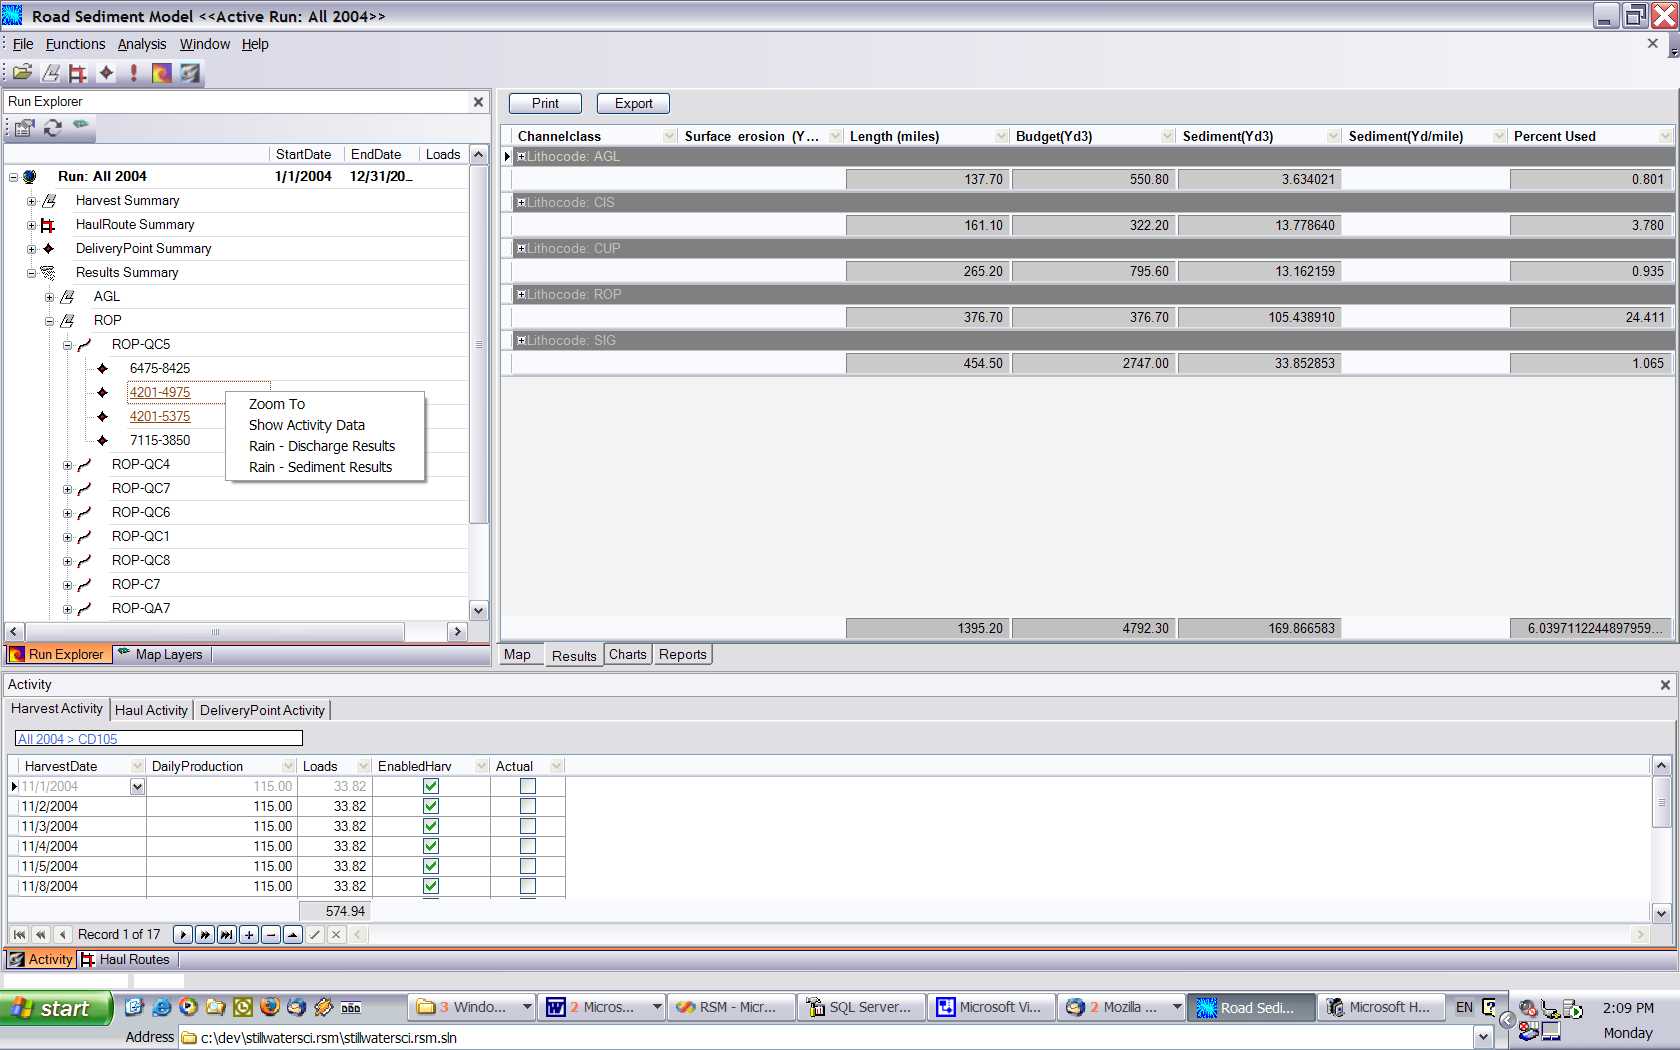 Road Sediment Model <<Active Run: All 2004>>
File Functions Analysis Window Help
Run Explorer
StartDate EndDate Loads
Run: All 2004 1/1/2004 12/31/20...
Harvest Summary
HaulRoute Summary
DeliveryPoint Summary
Results Summary
AGL
ROP
ROP-QC5
6475-8425
4201-4975
4201-5375
7115-3850
ROP-QC4
ROP-QC7
ROP-QC6
ROP-QC1
ROP-QC8
ROP-C7
ROP-QA7
Zoom To
Show Activity Data
Rain - Discharge Results
Rain - Sediment Results
Run Explorer Map Layers
Print Export
Channelclass Surface erosion (Y... Length (miles) Budget(Yd3) Sediment(Yd3) Sediment(Yd/mile) Percent Used
Lithocode: AGL
137.70 550.80 3.634021 0.801
Lithocode: CIS
161.10 322.20 13.778640 3.780
Lithocode: CUP
265.20 795.60 13.162159 0.935
Lithocode: ROP
376.70 376.70 105.438910 24.411
Lithocode: SIG
454.50 2747.00 33.852853 1.065
1395.20 4792.30 169.866583 6.0397112244897959...
Map Results Charts Reports
Activity
Harvest Activity Haul Activity DeliveryPoint Activity
All 2004 > CD105
HarvestDate DailyProduction Loads EnabledHarv Actual
11/1/2004 115.00 33.82
11/2/2004 115.00 33.82
11/3/2004 115.00 33.82
11/4/2004 115.00 33.82
11/5/2004 115.00 33.82
11/8/2004 115.00 33.82
574.94
Record 1 of 17
Activity Haul Routes
start 3 Windo... 2 Micros... RSM - Micr... SQL Server... Microsoft Vi... 2 Mozilla ... Road Sedi... Microsoft H... EN 2:09 PM
Address c:\dev\stillwatersci.rsm\stillwatersci.rsm.sln Monday